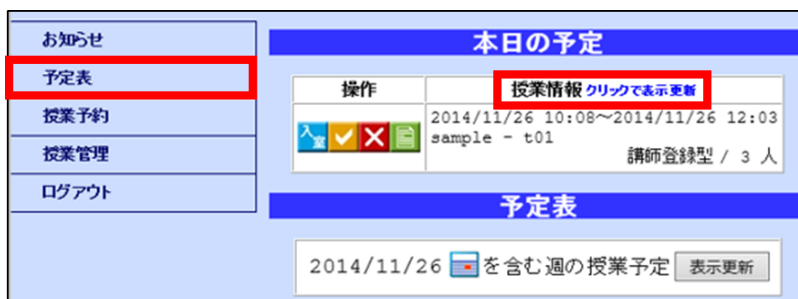 お知らせ
予定表
授業予約
授業管理
ログアウト
本日の予定
操作 授業情報 クリックで表示更新
入室 2014/11/26 10:08～2014/11/26 12:03
sample - t01
講師登録型 / 3 人
予定表
2014/11/26 を含む週の授業予定 表示更新